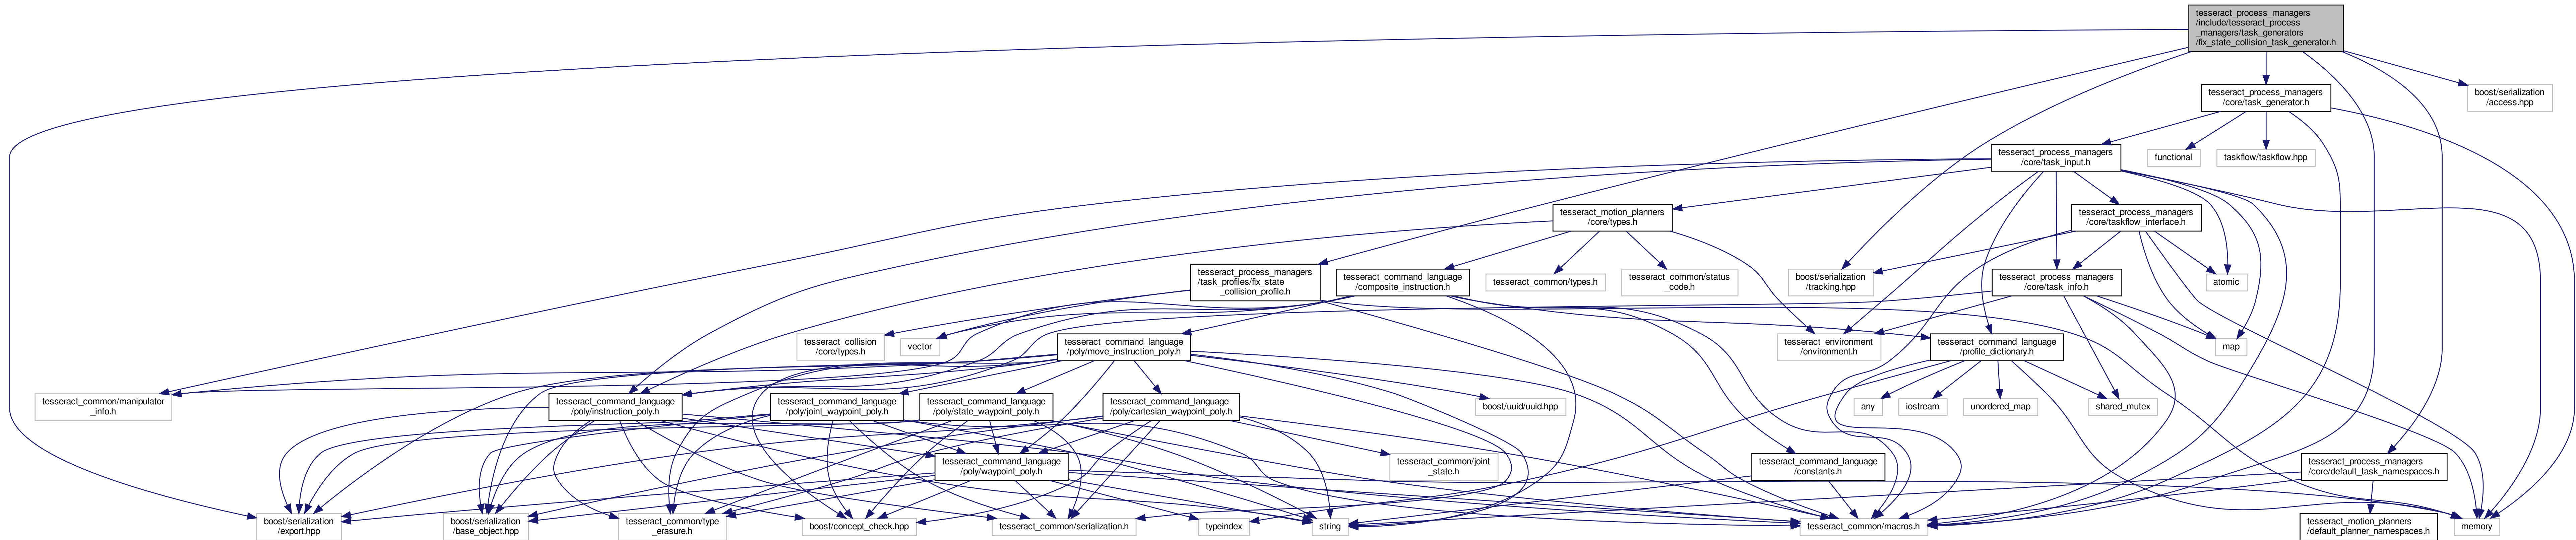 tesseract_process_managers
/include/tesseract_process
_managers/task_generators
/fix_state_collision_task_generator.h
tesseract_process_managers
/core/task_generator.h
boost/serialization
/access.hpp
tesseract_process_managers
/core/task_input.h
functional
taskflow/taskflow.hpp
tesseract_motion_planners
/core/types.h
tesseract_process_managers
/core/taskflow_interface.h
tesseract_process_managers
/task_profiles/fix_state
_collision_profile.h
tesseract_command_language
/composite_instruction.h
tesseract_common/types.h
tesseract_common/status
_code.h
boost/serialization
/tracking.hpp
tesseract_process_managers
/core/task_info.h
atomic
tesseract_collision
/core/types.h
vector
tesseract_command_language
/poly/move_instruction_poly.h
tesseract_environment
/environment.h
tesseract_command_language
/profile_dictionary.h
map
tesseract_common/manipulator
_info.h
tesseract_command_language
/poly/instruction_poly.h
tesseract_command_language
/poly/joint_waypoint_poly.h
tesseract_command_language
/poly/state_waypoint_poly.h
tesseract_command_language
/poly/cartesian_waypoint_poly.h
boost/uuid/uuid.hpp
any
iostream
unordered_map
shared_mutex
tesseract_command_language
/poly/waypoint_poly.h
tesseract_common/joint
_state.h
tesseract_command_language
/constants.h
tesseract_process_managers
/core/default_task_namespaces.h
boost/serialization
/export.hpp
boost/serialization
/base_object.hpp
tesseract_common/type
_erasure.h
boost/concept_check.hpp
tesseract_common/serialization.h
typeindex
string
tesseract_common/macros.h
tesseract_motion_planners
/default_planner_namespaces.h
memory